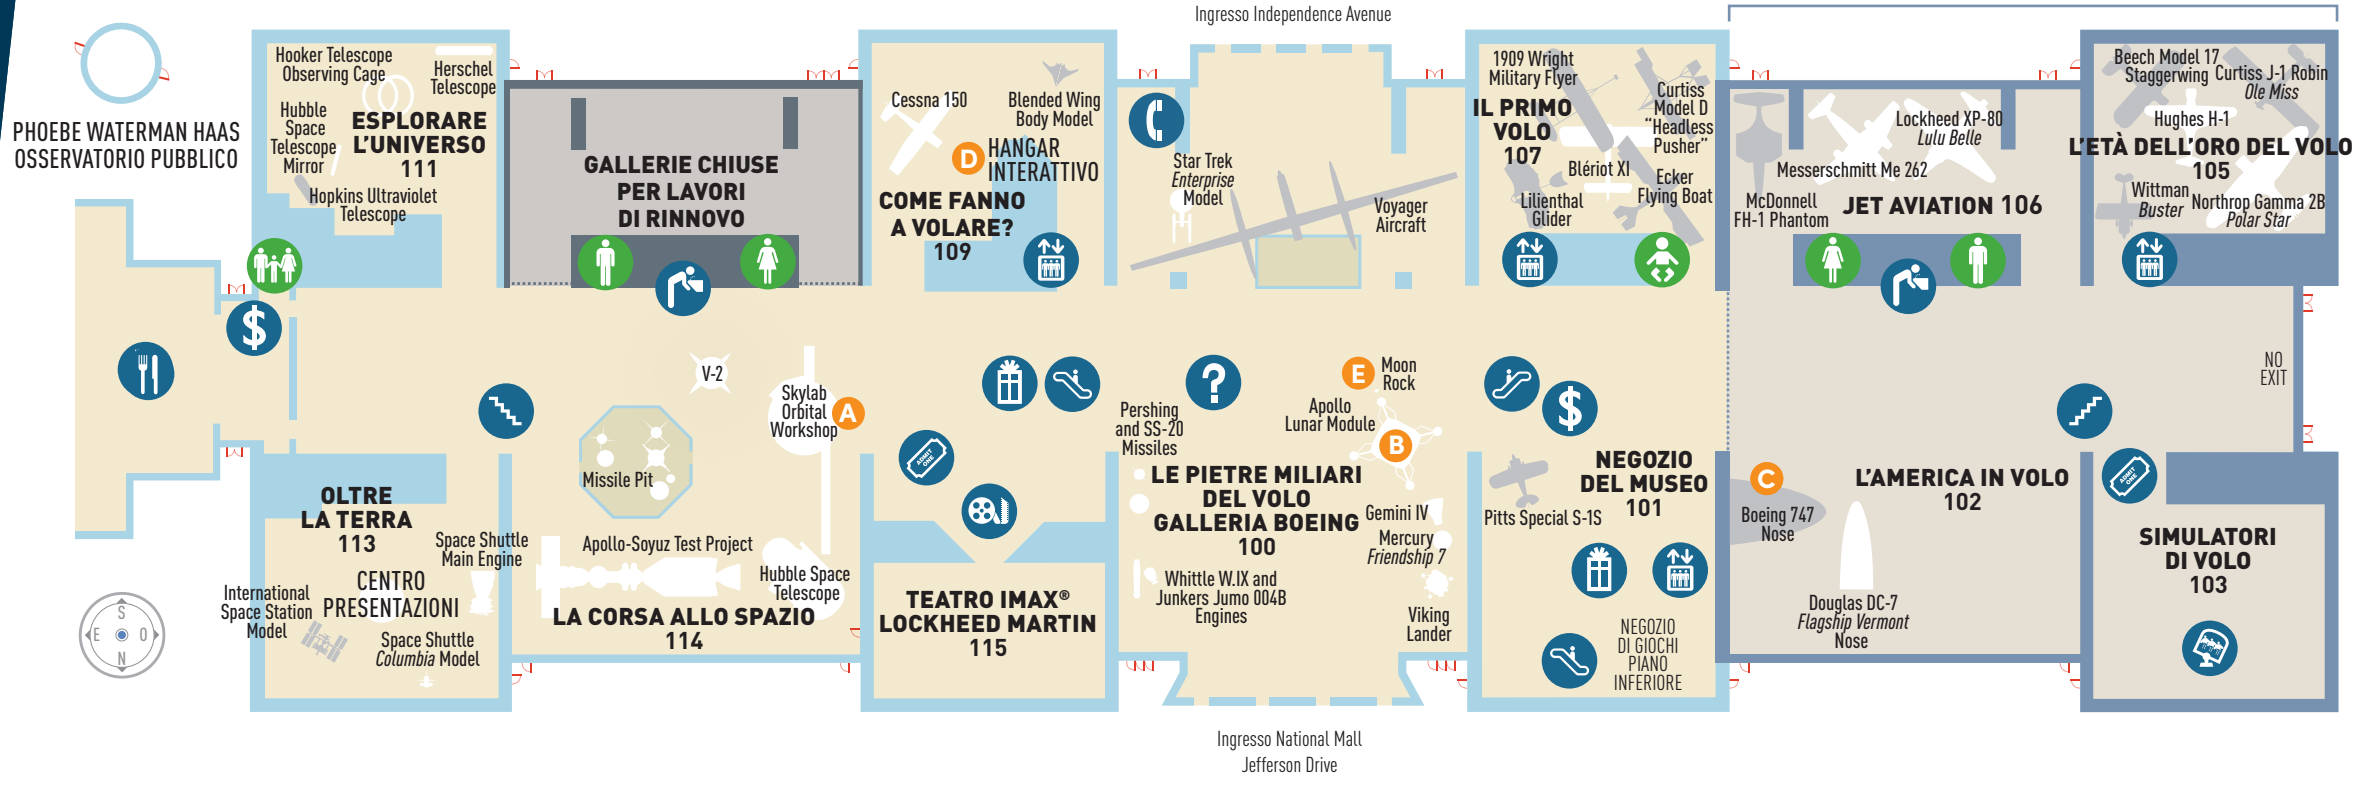 Ingresso Independence Avenue
PHOEBE WATERMAN HAAS
OSSERVATORIO PUBBLICO
Hooker Telescope
Observing Cage
Herschel
Telescope
Hubble
Space
Telescope
Mirror
ESPLORARE
L'UNIVERSO
111
Hopkins Ultraviolet
Telescope
GALLERIE CHIUSE
PER LAVORI
DI RINNOVO
Cessna 150
Blended Wing
Body Model
D
HANGAR
INTERATTIVO
COME FANNO
A VOLARE?
109
Star Trek
Enterprise
Model
Voyager
Aircraft
1909 Wright
Military Flyer
IL PRIMO
VOLO
107
Curtiss
Model D
“Headless
Pusher”
Blériot XI
Lilienthal
Glider
Ecker
Flying Boat
Lockheed XP-80
Lulu Belle
Messerschmitt Me 262
McDonnell
FH-1 Phantom
JET AVIATION 106
Beech Model 17
Staggerwing
Curtiss J-1 Robin
Ole Miss
Hughes H-1
L'ETÀ DELL'ORO DEL VOLO
105
Wittman
Buster
Northrop Gamma 2B
Polar Star
$
V-2
Skylab
Orbital
Workshop
A
Missile Pit
?
E
Moon
Rock
Apollo
Lunar Module
B
Pershing
and SS-20
Missiles
$
NO
EXIT
ADMIT
ONE
LE PIETRE MILIARI
DEL VOLO
GALLERIA BOEING
100
Gemini IV
Mercury
Friendship 7
Whittle W.IX and
Junkers Jumo 004B
Engines
Viking
Lander
NEGOZIO
DEL MUSEO
101
Pitts Special S-1S
NEGOZIO
DI GIOCHI
PIANO
INFERIORE
C
Boeing 747
Nose
L'AMERICA IN VOLO
102
Douglas DC-7
Flagship Vermont
Nose
ADMIT
ONE
SIMULATORI
DI VOLO
103
OLTRE
LA TERRA
113
Space Shuttle
Main Engine
CENTRO
PRESENTAZIONI
International
Space Station
Model
Space Shuttle
Columbia Model
Apollo-Soyuz Test Project
Hubble Space
Telescope
LA CORSA ALLO SPAZIO
114
TEATRO IMAX®
LOCKHEED MARTIN
115
S
E O
N
Ingresso National Mall
Jefferson Drive